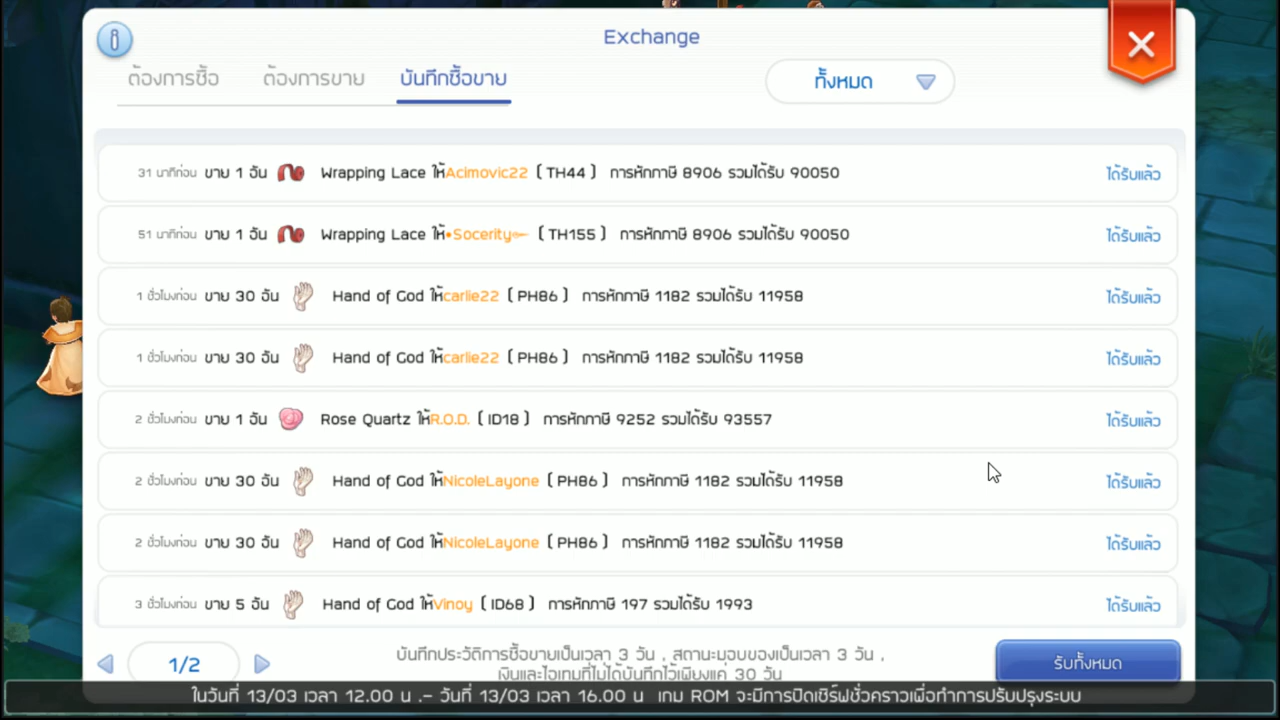 Exchange
ต้องการซื้อ ต้องการขาย บันทึกซื้อขาย ทั้งหมด
31 นาทีก่อน ขาย 1 อัน Wrapping Lace ให้Acimovic22 ( TH44 ) การหักภาษี 8906 รวมได้รับ 90050 ได้รับแล้ว
51 นาทีก่อน ขาย 1 อัน Wrapping Lace ให้•Socerity ( TH155 ) การหักภาษี 8906 รวมได้รับ 90050 ได้รับแล้ว
1 ชั่วโมงก่อน ขาย 30 อัน Hand of God ให้carlie22 ( PH86 ) การหักภาษี 1182 รวมได้รับ 11958 ได้รับแล้ว
1 ชั่วโมงก่อน ขาย 30 อัน Hand of God ให้carlie22 ( PH86 ) การหักภาษี 1182 รวมได้รับ 11958 ได้รับแล้ว
2 ชั่วโมงก่อน ขาย 1 อัน Rose Quartz ให้R.O.D. ( ID18 ) การหักภาษี 9252 รวมได้รับ 93557 ได้รับแล้ว
2 ชั่วโมงก่อน ขาย 30 อัน Hand of God ให้NicoleLayone ( PH86 ) การหักภาษี 1182 รวมได้รับ 11958 ได้รับแล้ว
2 ชั่วโมงก่อน ขาย 30 อัน Hand of God ให้NicoleLayone ( PH86 ) การหักภาษี 1182 รวมได้รับ 11958 ได้รับแล้ว
3 ชั่วโมงก่อน ขาย 5 อัน Hand of God ให้Vinoy ( ID68 ) การหักภาษี 197 รวมได้รับ 1993 ได้รับแล้ว
บันทึกประวัติการซื้อขายเป็นเวลา 3 วัน , สถานะมอบของเป็นเวลา 3 วัน ,
เงินและไอเทมที่ไม่ได้บันทึกไว้เพียงแค่ 30 วัน
1/2 รับทั้งหมด
ในวันที่ 13/03 เวลา 12.00 น .- วันที่ 13/03 เวลา 16.00 น เกม ROM จะมีการปิดเซิร์ฟชั่วคราวเพื่อทำการปรับปรุงระบบ